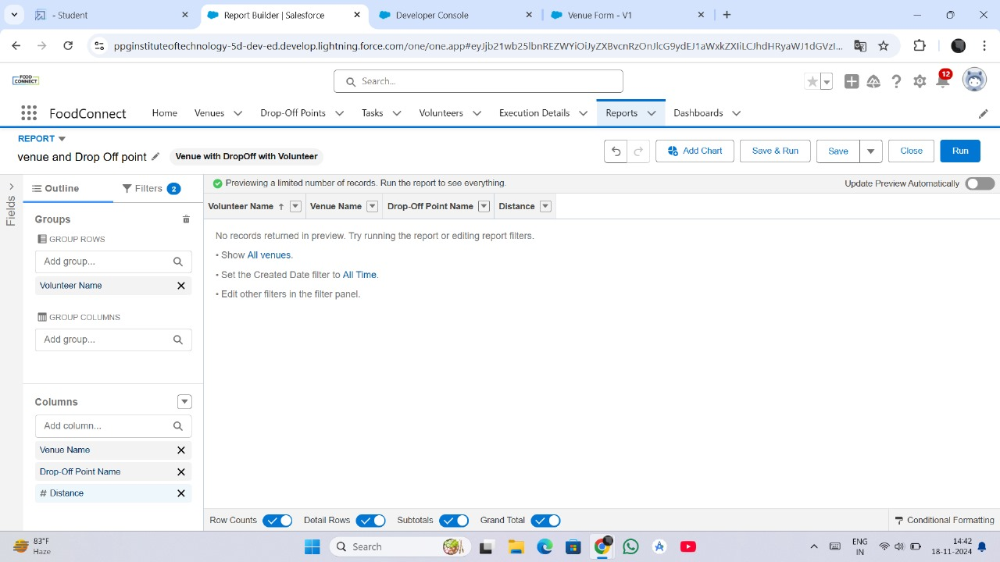 - Student
Report Builder | Salesforce
Developer Console
Venue Form - V1
ppginstituteoftechnology-5d-dev-ed.develop.lightning.force.com/one/one.app#eyJjb21wb25lbnREZWYiOiJyZXBvcnRzOnJlcG9ydEJ1aWxkZXIiLCJhdHRyaWJ1dGVzI...
FOOD CONNECT
Search...
12
FoodConnect
Home
Venues
Drop-Off Points
Tasks
Volunteers
Execution Details
Reports
Dashboards
REPORT
venue and Drop Off point
Venue with DropOff with Volunteer
Add Chart
Save & Run
Save
Close
Run
Fields
Outline
Filters 2
Previewing a limited number of records. Run the report to see everything.
Update Preview Automatically
Groups
GROUP ROWS
Add group...
Volunteer Name
GROUP COLUMNS
Add group...
Columns
Add column...
Venue Name
Drop-Off Point Name
# Distance
Volunteer Name ↑
Venue Name
Drop-Off Point Name
Distance
No records returned in preview. Try running the report or editing report filters.
• Show All venues.
• Set the Created Date filter to All Time.
• Edit other filters in the filter panel.
Row Counts
Detail Rows
Subtotals
Grand Total
Conditional Formatting
83°F
Haze
Search
ENG
IN
14:42
18-11-2024